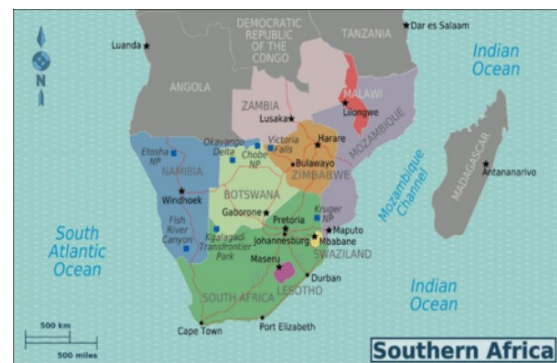 Dar es Salaam
DEMOCRATIC
REPUBLIC
OF THE
CONGO
TANZANIA
Luanda
Indian
Ocean
N
ANGOLA
ZAMBIA
MALAWI
Lilongwe
Lusaka
MOZAMBIQUE
Etosha
NP
Okavango
Delta
Victoria
Falls
Chobe NP
Harare
Bulawayo
ZIMBABWE
NAMIBIA
Windhoek
BOTSWANA
Gaborone
Mozambique
Channel
MADAGASCAR
Antananarivo
Fish
River
Canyon
Kgalagadi
Transfrontier
Park
Pretoria
Johannesburg
Kruger
NP
Maputo
Mbabane
SWAZILAND
South
Atlantic
Ocean
Maseru
LESOTHO
Durban
SOUTH AFRICA
Indian
Ocean
Cape Town
Port Elizabeth
500 km
500 miles
Southern Africa